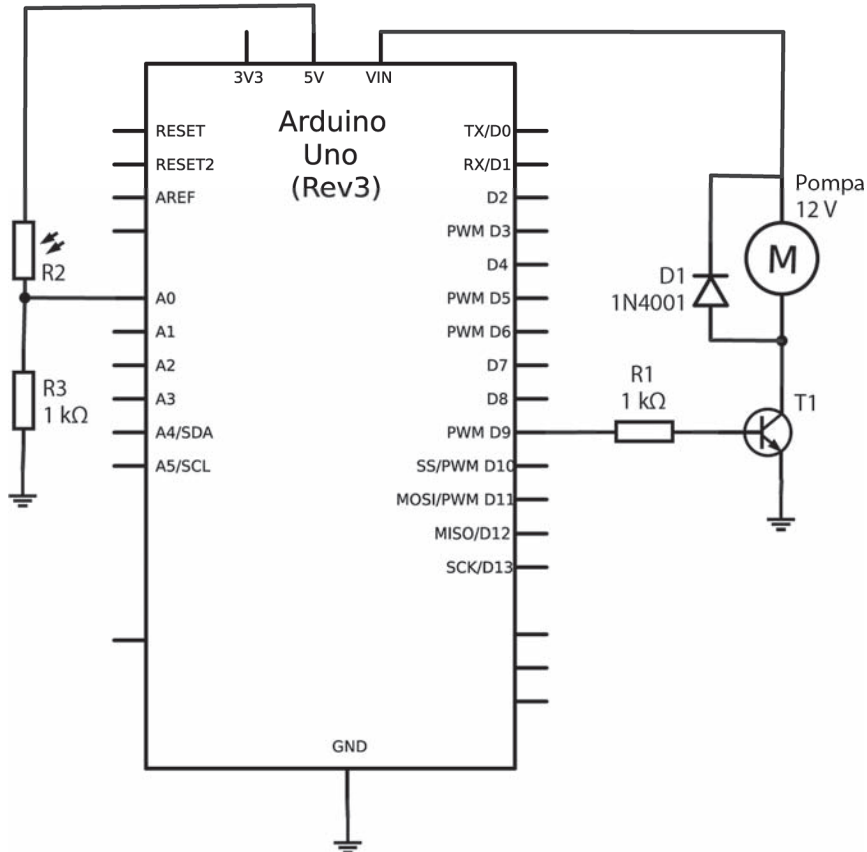 3V3
5V
VIN
Arduino
Uno
(Rev3)
RESET
RESET2
AREF
A0
A1
A2
A3
A4/SDA
A5/SCL
TX/D0
RX/D1
D2
PWM D3
D4
PWM D5
PWM D6
D7
D8
PWM D9
SS/PWM D10
MOSI/PWM D11
MISO/D12
SCK/D13
GND
R2
R3
1 kΩ
Pompa
12 V
M
D1
1N4001
R1
1 kΩ
T1